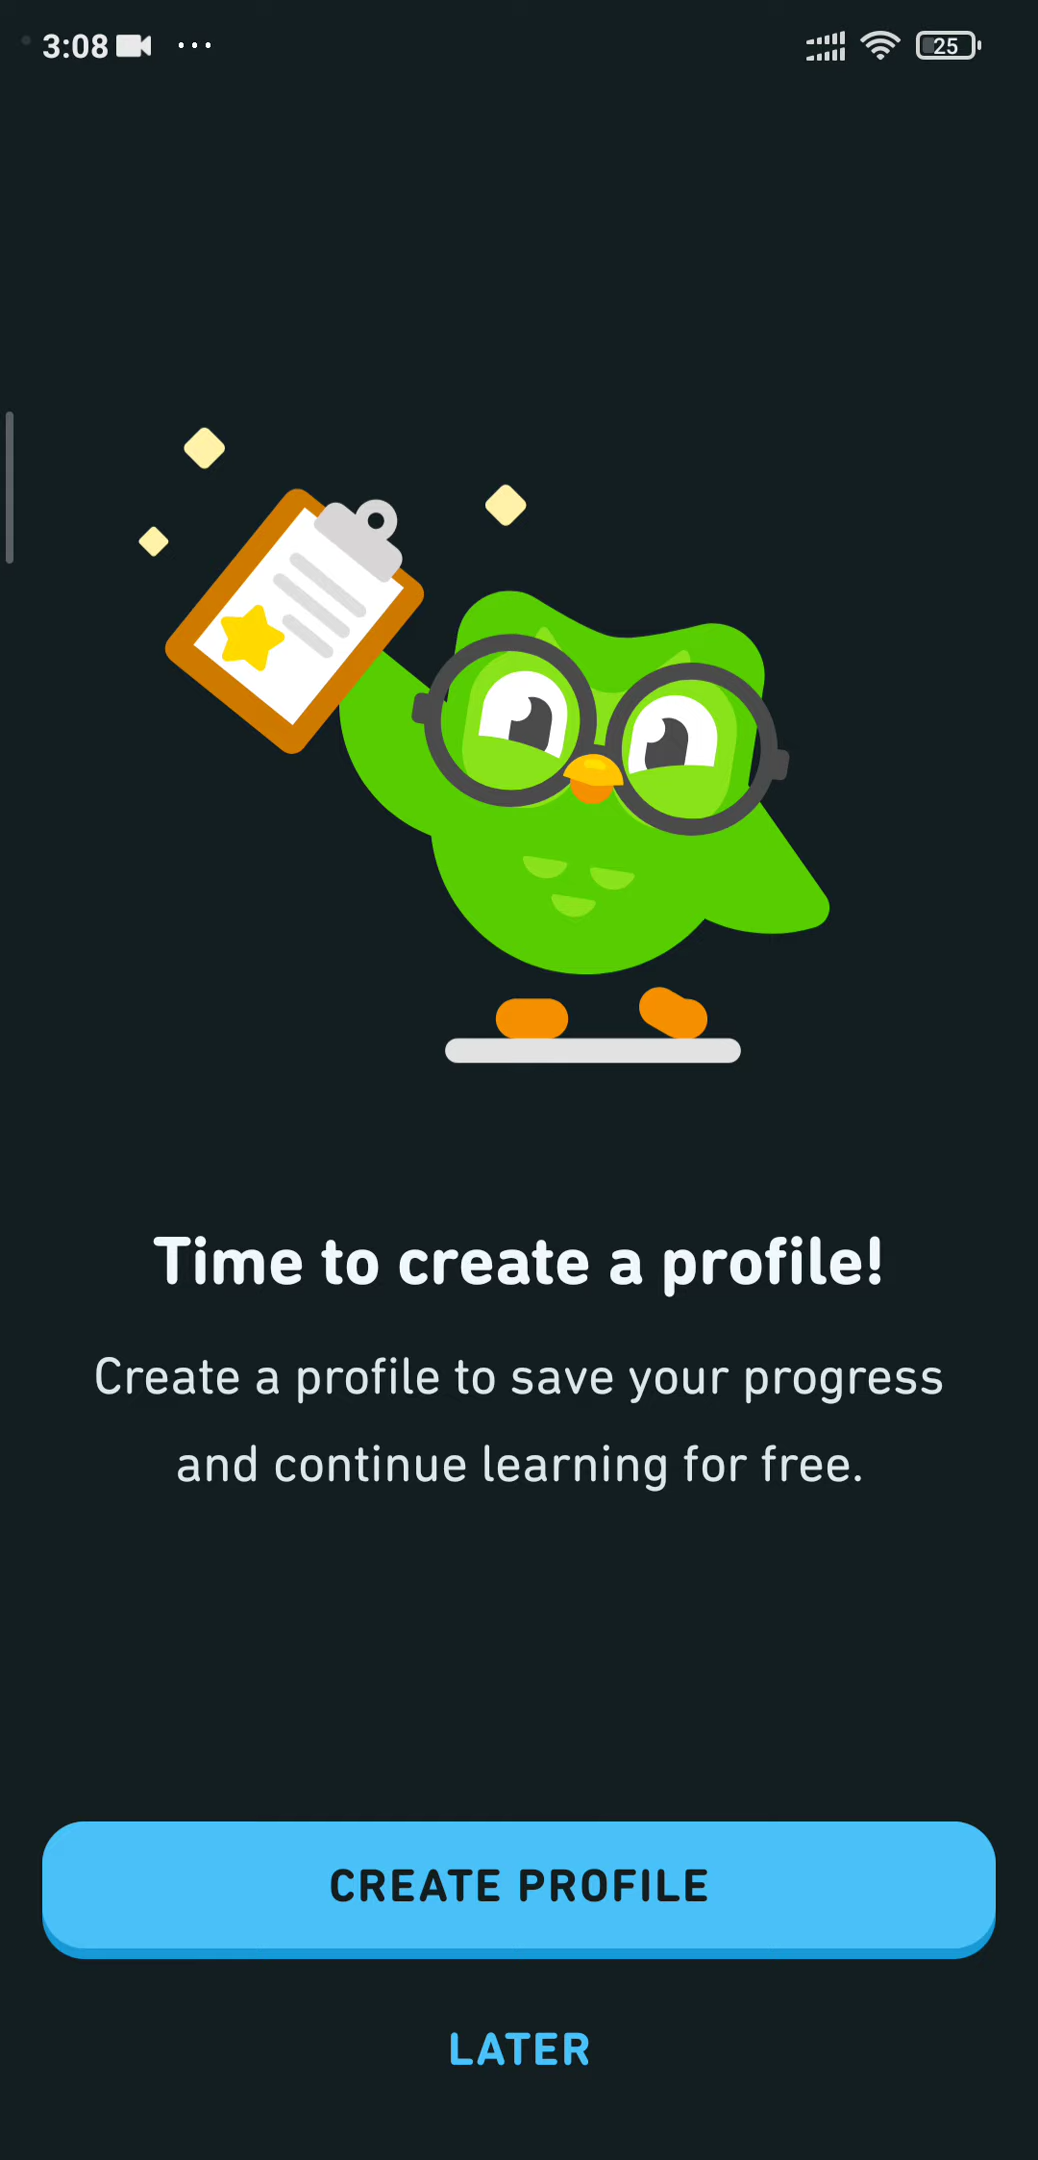 3:08
25
Time to create a profile!
Create a profile to save your progress
and continue learning for free.
CREATE PROFILE
LATER